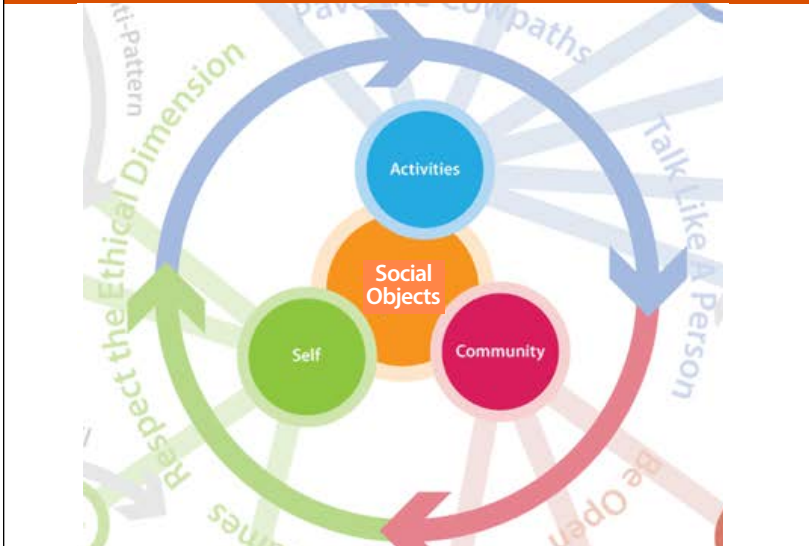 Pave the Cowpaths
Talk Like A Person
Be Open
Respect the Ethical Dimension
Activities
Social
Objects
Self
Community